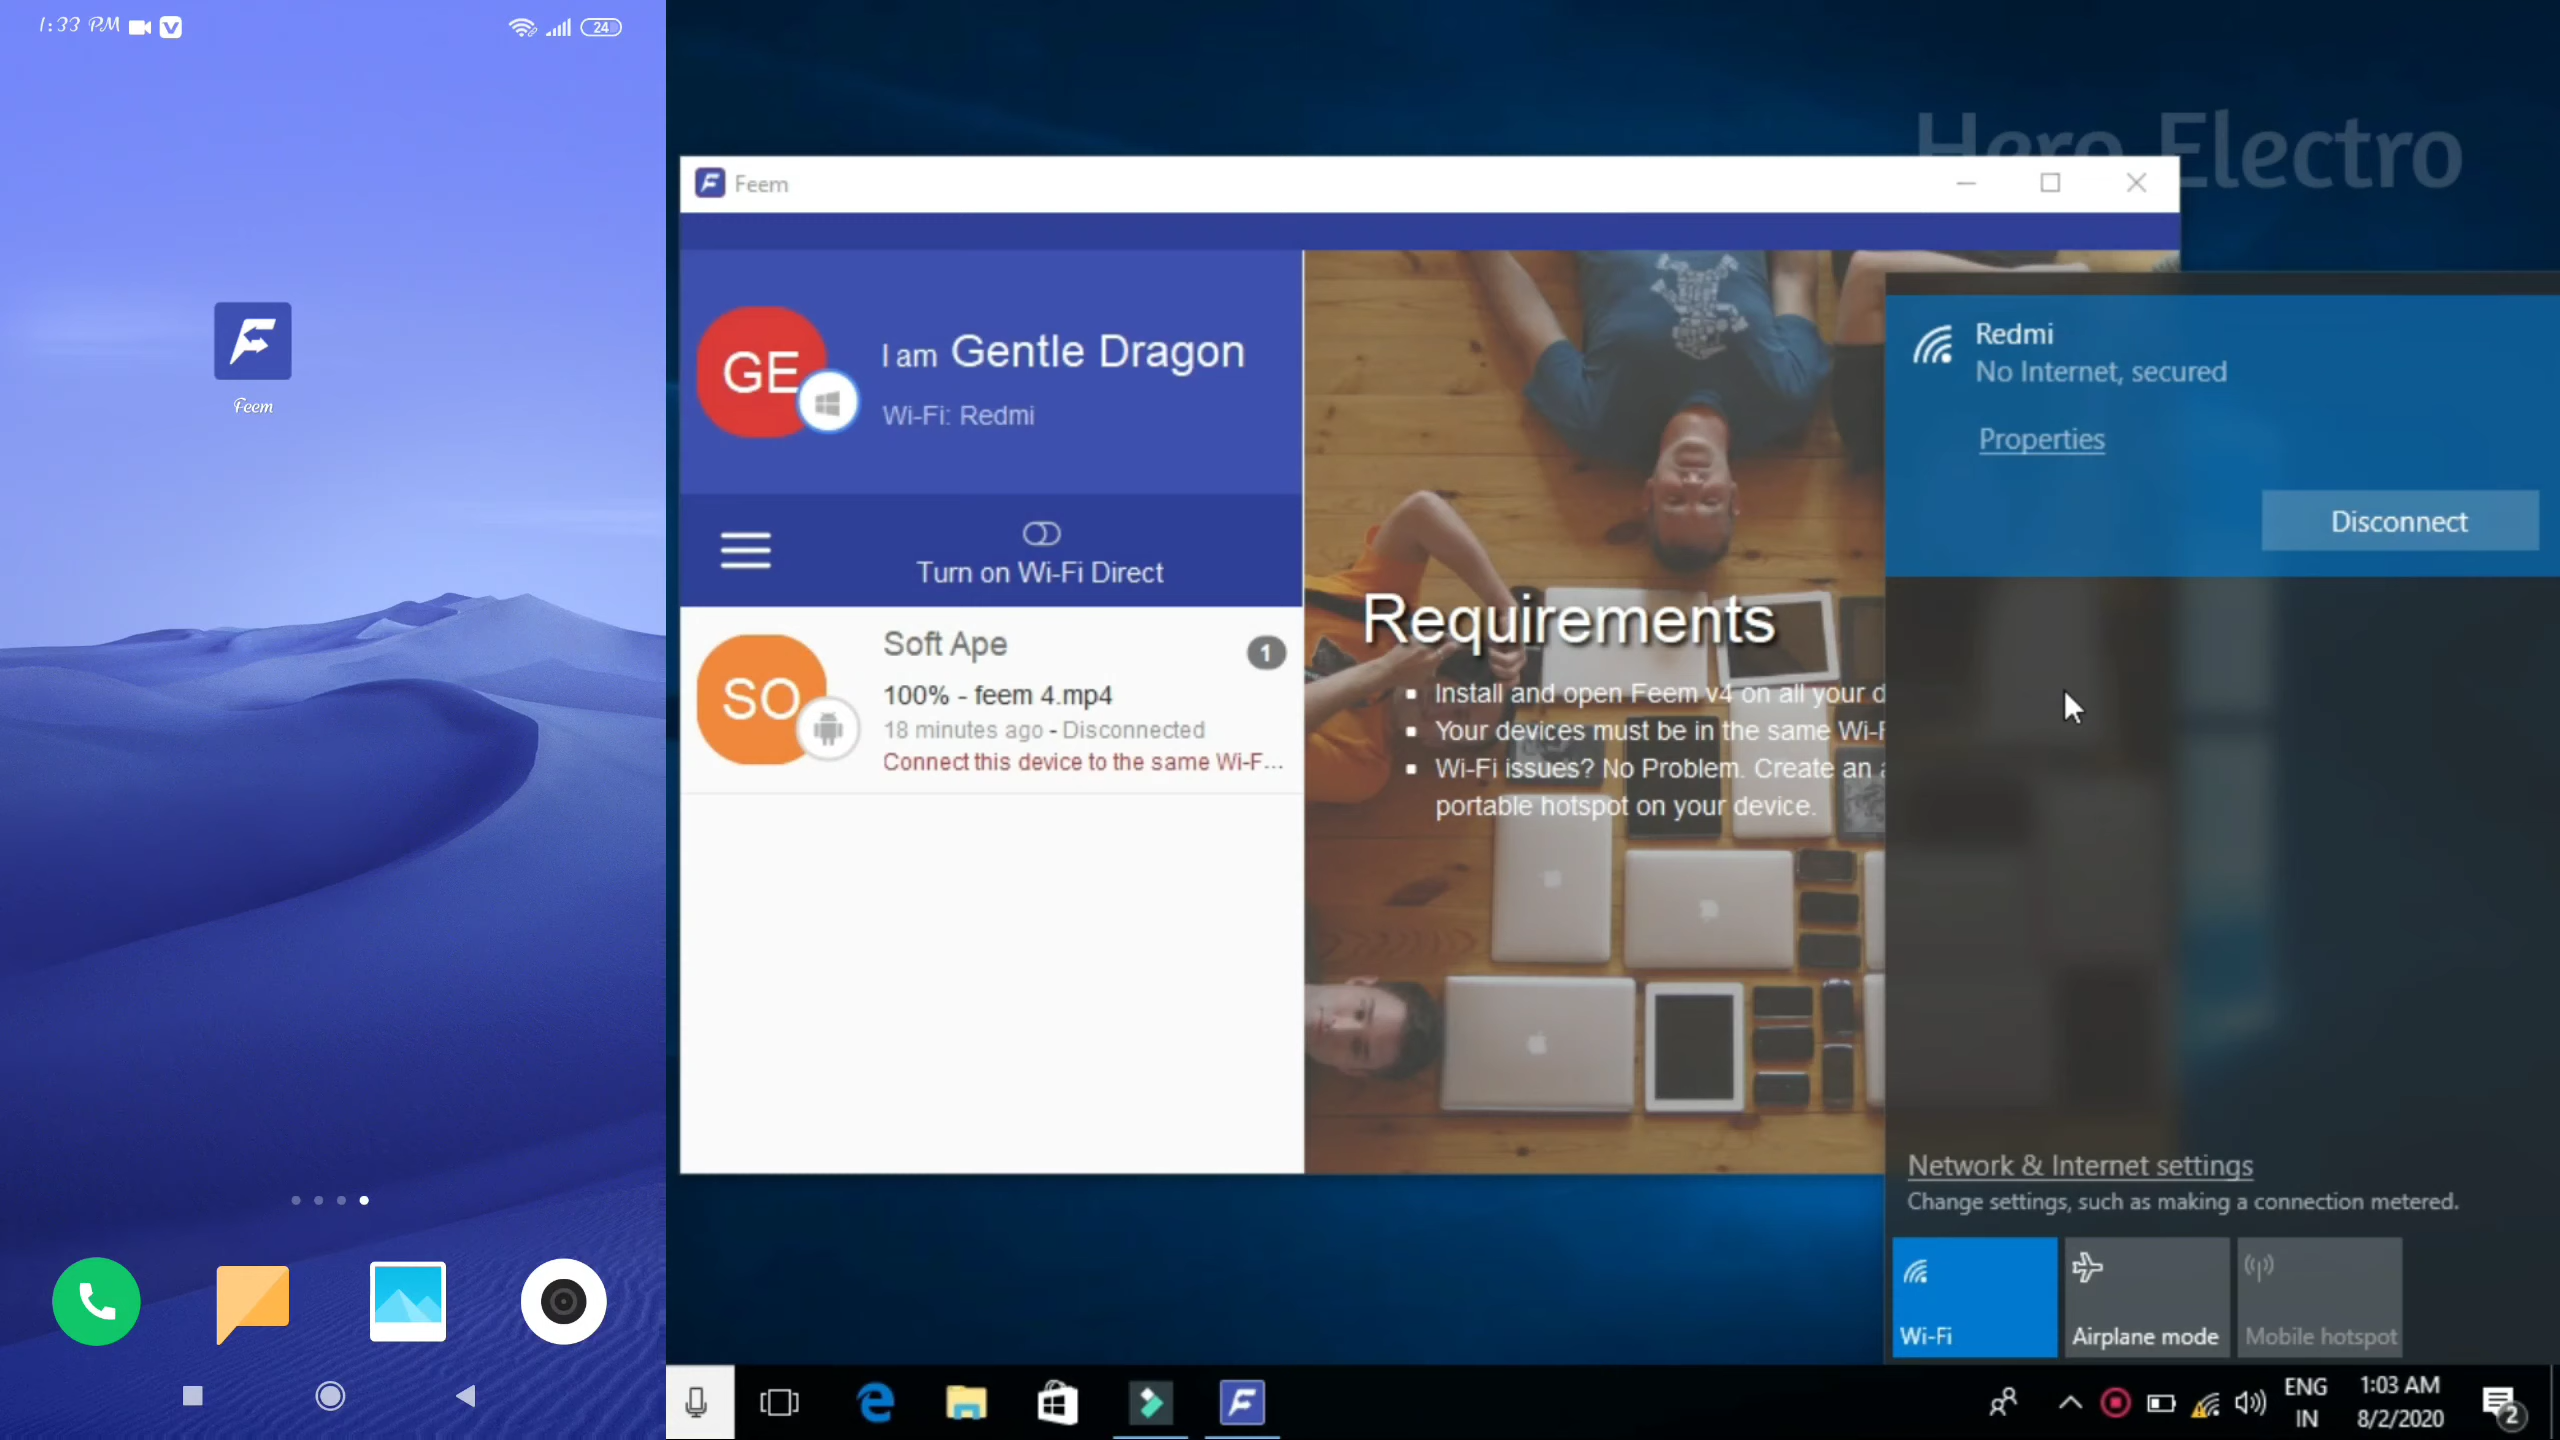 1:33 PM
24
Feem
Hero Electro
Feem
GE
I am Gentle Dragon
Wi-Fi: Redmi
Turn on Wi-Fi Direct
SO
Soft Ape
1
100% - feem 4.mp4
18 minutes ago - Disconnected
Connect this device to the same Wi-F...
Requirements
Install and open Feem v4 on all your d
Your devices must be in the same Wi-F
Wi-Fi issues? No Problem. Create an a
portable hotspot on your device.
Redmi
No Internet, secured
Properties
Disconnect
Network & Internet settings
Change settings, such as making a connection metered.
Wi-Fi
Airplane mode
Mobile hotspot
ENG
IN
1:03 AM
8/2/2020
2